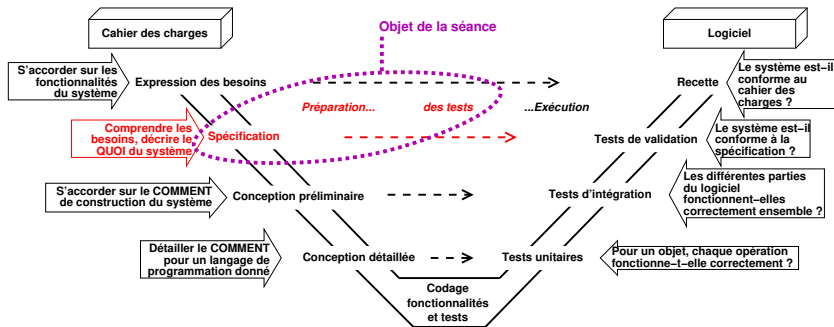 Objet de la séance
Cahier des charges
Logiciel
S'accorder sur les
fonctionnalités
du système
Expression des besoins
Recette
Le système est-il
conforme au
cahier des
charges ?
Préparation...
des tests
...Exécution
Comprendre les
besoins, décrire le
QUOI du système
Spécification
Tests de validation
Le système est-il
conforme à la
spécification ?
S'accorder sur le COMMENT
de construction du système
Conception préliminaire
Tests d'intégration
Les différentes parties
du logiciel
fonctionnent-elles
correctement ensemble ?
Détailler le COMMENT
pour un langage de
programmation donné
Conception détaillée
Tests unitaires
Pour un objet, chaque opération
fonctionne-t-elle correctement ?
Codage
fonctionnalités
et tests